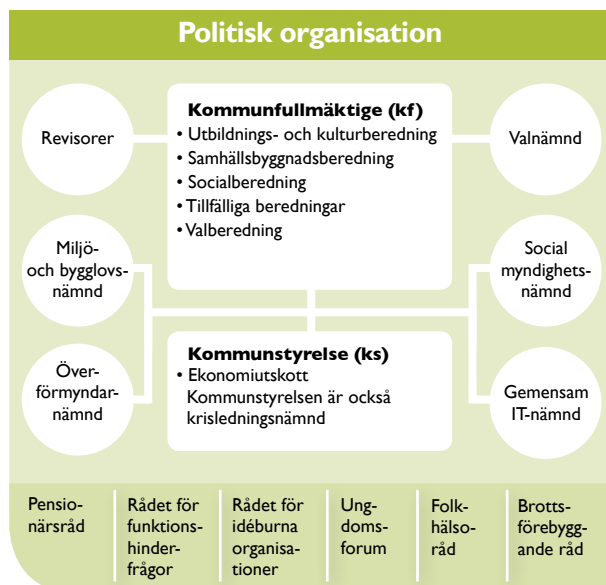 Politisk organisation
Revisorer
Kommunfullmäktige (kf)
• Utbildnings- och kulturberedning
• Samhällsbyggnadsberedning
• Socialberedning
• Tillfälliga beredningar
• Valberedning
Valnämnd
Miljö-
och bygglovs-
nämnd
Social
myndighets-
nämnd
Över-
förmyndar-
nämnd
Kommunstyrelse (ks)
• Ekonomiutskott
Kommunstyrelsen är också
krisledningsnämnd
Gemensam
IT-nämnd
Pensio-
närsråd
Rådet för
funktions-
hinder-
frågor
Rådet för
idéburna
organisa-
tioner
Ung-
doms-
forum
Folk-
hälso-
råd
Brotts-
förebygg-
ande råd